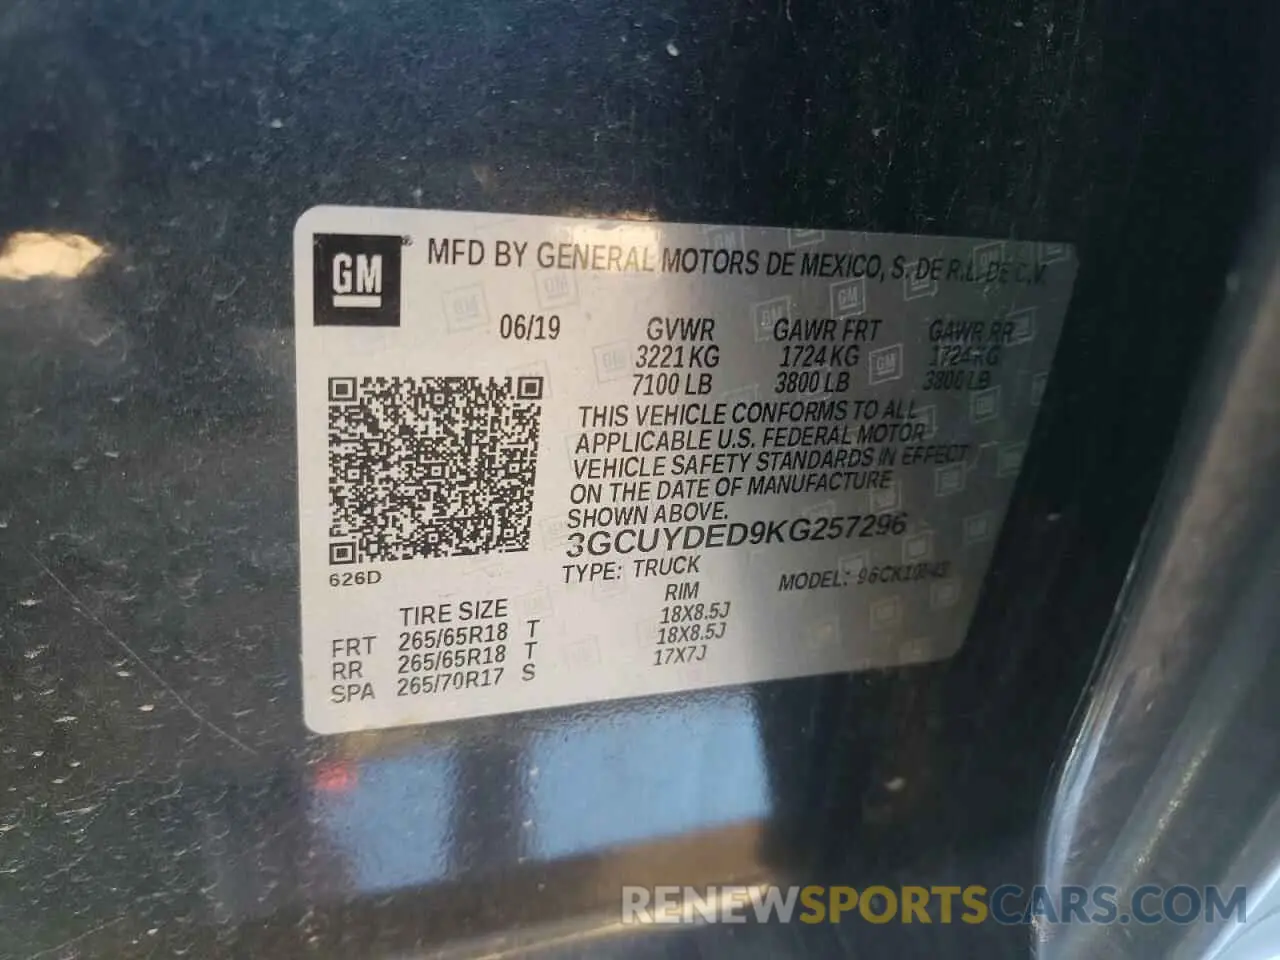 GM ® MFD BY GENERAL MOTORS DE MEXICO, S. DE R.L. DE C.V.
06/19 GVWR GAWR FRT GAWR RR
3221 KG 1724 KG 1724 KG
7100 LB 3800 LB 3800 LB
THIS VEHICLE CONFORMS TO ALL
APPLICABLE U.S. FEDERAL MOTOR
VEHICLE SAFETY STANDARDS IN EFFECT
ON THE DATE OF MANUFACTURE
SHOWN ABOVE.
3GCUYDED9KG257296
626D
TYPE: TRUCK MODEL:
TIRE SIZE RIM
FRT 265/65R18 T 18X8.5J
RR 265/65R18 T 18X8.5J
SPA 265/70R17 S 17X7J
RENEWSPORTSCARS.COM